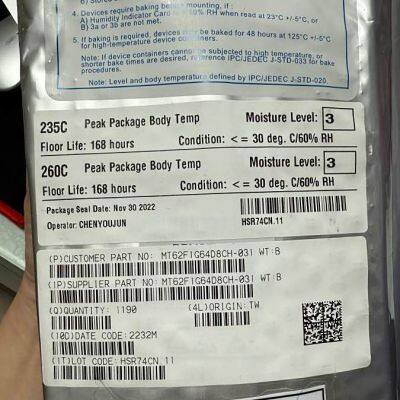 4. Devices require baking before mounting, if :
A) Humidity Indicator Card is > 10% RH when read at 23°C +/-5°C, or
B) 3a or 3b are not met.
5. If baking is required, devices may be baked for 48 hours at 125°C +/-5°C
for high-temperature device containers.
Note: If device containers cannot be subjected to high temperature, or
shorter bake times are desired, reference IPC/JEDEC J-STD-033 for bake
procedures.
Note: Level and body temperature defined by IPC/JEDEC J-STD-020.
235C Peak Package Body Temp Moisture Level: 3
Floor Life: 168 hours Condition: <= 30 deg. C/60% RH
260C Peak Package Body Temp Moisture Level: 3
Floor Life: 168 hours Condition: <= 30 deg. C/60% RH
Package Seal Date: Nov 30 2022
Operator: CHENYOUJUN HSR74CN.11
(P)CUSTOMER PART NO: MT62F1G64D8CH-031 WT:B
(1P)SUPPLIER PART NO: MT62F1G64D8CH-031 WT:B
(Q)QUANTITY: 1190 (4L)ORIGIN:TW
(10D)DATE CODE:2232M
(1T)LOT CODE: HSR74CN.11